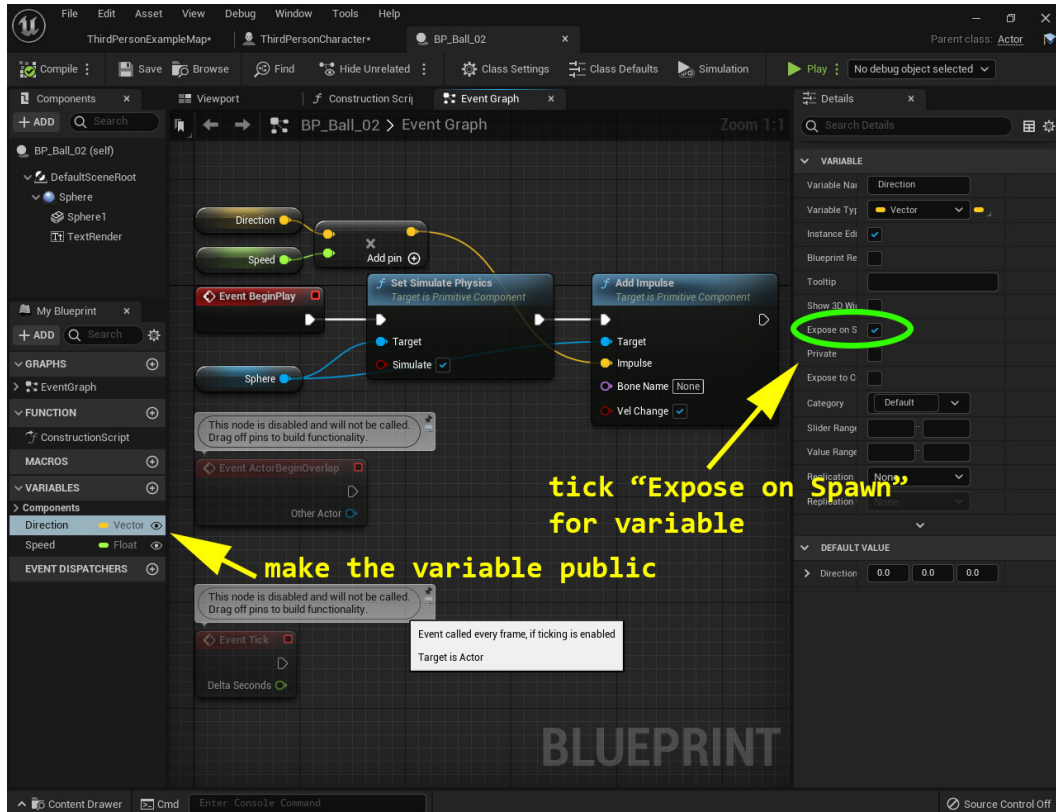 File Edit Asset View Debug Window Tools Help
ThirdPersonExampleMap• ThirdPersonCharacter• BP_Ball_02 Parent class: Actor
Compile Save Browse Find Hide Unrelated Class Settings Class Defaults Simulation Play No debug object selected
Components Viewport Construction Scrip Event Graph Details
+ ADD Search BP_Ball_02 > Event Graph Zoom 1:1 Search Details
BP_Ball_02 (self)
DefaultSceneRoot
Sphere
Sphere1
TextRender
My Blueprint
+ ADD Search
GRAPHS
EventGraph
FUNCTION
ConstructionScript
MACROS
VARIABLES
Components
Direction Vector
Speed Float
EVENT DISPATCHERS
Direction
Speed
Add pin
Event BeginPlay
Set Simulate Physics
Target is Primitive Component
Target
Simulate
Add Impulse
Target is Primitive Component
Target
Impulse
Bone Name None
Vel Change
Sphere
This node is disabled and will not be called.
Drag off pins to build functionality.
Event ActorBeginOverlap
Other Actor
This node is disabled and will not be called.
Drag off pins to build functionality.
Event Tick
Delta Seconds
Event called every frame, if ticking is enabled
Target is Actor
make the variable public
tick “Expose on Spawn”
for variable
BLUEPRINT
VARIABLE
Variable Nar Direction
Variable Typ Vector
Instance Edi
Blueprint Re
Tooltip
Show 3D Wi
Expose on S
Private
Expose to C
Category Default
Slider Range
Value Range
Replication None
Replication None
DEFAULT VALUE
Direction 0.0 0.0 0.0
Content Drawer Cmd Enter Console Command Source Control Off